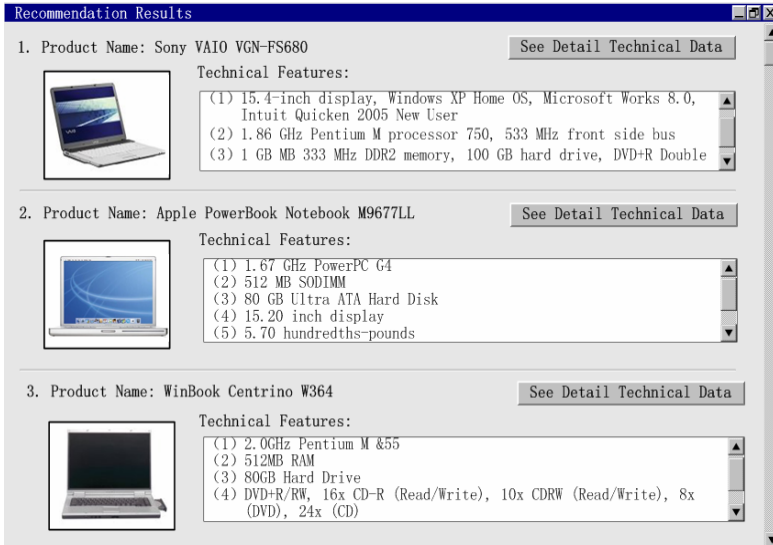 Recommendation Results
1. Product Name: Sony VAIO VGN-FS680
See Detail Technical Data
Technical Features:
(1) 15.4-inch display, Windows XP Home OS, Microsoft Works 8.0,
Intuit Quicken 2005 New User
(2) 1.86 GHz Pentium M processor 750, 533 MHz front side bus
(3) 1 GB MB 333 MHz DDR2 memory, 100 GB hard drive, DVD+R Double
2. Product Name: Apple PowerBook Notebook M9677LL
See Detail Technical Data
Technical Features:
(1) 1.67 GHz PowerPC G4
(2) 512 MB SODIMM
(3) 80 GB Ultra ATA Hard Disk
(4) 15.20 inch display
(5) 5.70 hundredths-pounds
3. Product Name: WinBook Centrino W364
See Detail Technical Data
Technical Features:
(1) 2.0GHz Pentium M &55
(2) 512MB RAM
(3) 80GB Hard Drive
(4) DVD+R/RW, 16x CD-R (Read/Write), 10x CDRW (Read/Write), 8x
(DVD), 24x (CD)